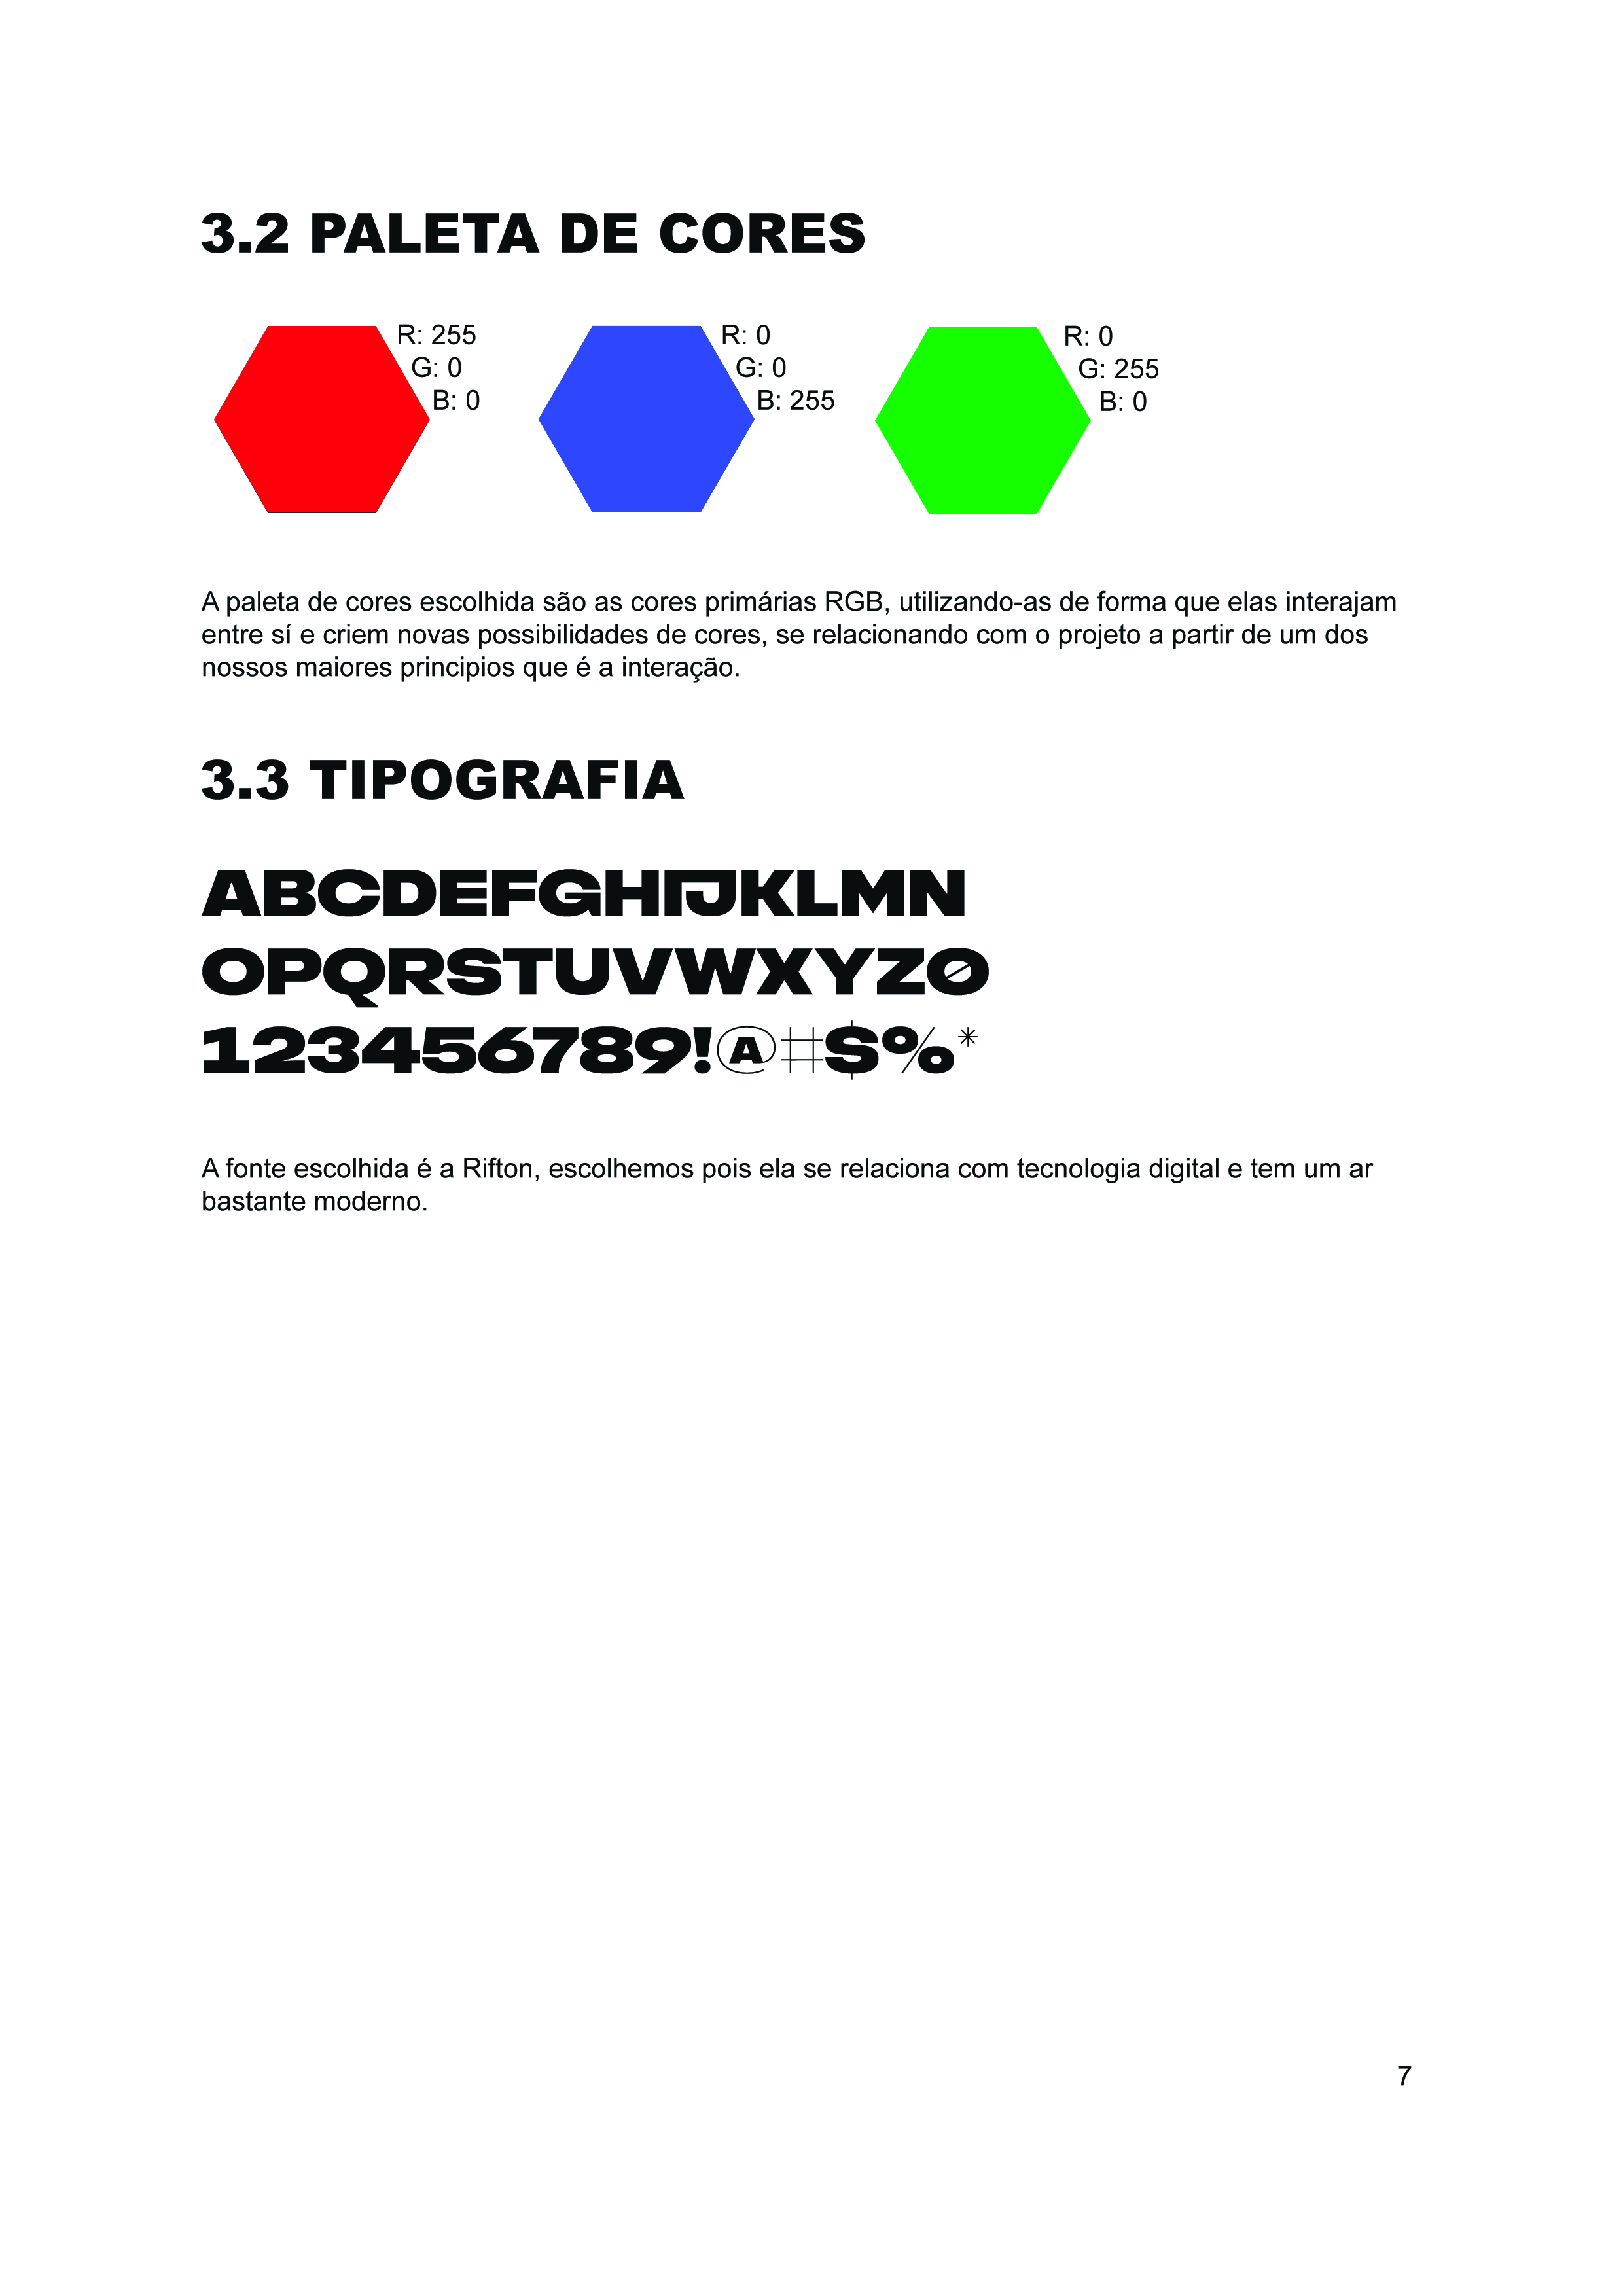 3.2 PALETA DE CORES
R: 255
G: 0
B: 0
R: 0
G: 0
B: 255
R: 0
G: 255
B: 0
A paleta de cores escolhida são as cores primárias RGB, utilizando-as de forma que elas interajam
entre sí e criem novas possibilidades de cores, se relacionando com o projeto a partir de um dos
nossos maiores principios que é a interação.
3.3 TIPOGRAFIA
ABCDEFGHIJKLMN
OPQRSTUVWXYZ0
123456789!@#$%*
A fonte escolhida é a Rifton, escolhemos pois ela se relaciona com tecnologia digital e tem um ar
bastante moderno.
7